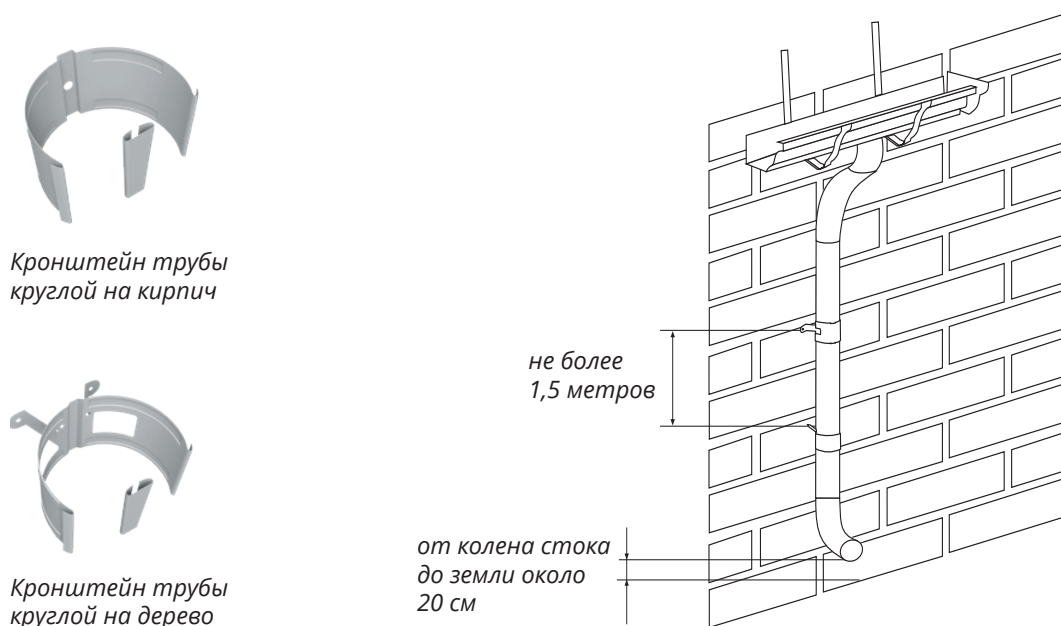 Кронштейн трубы
круглой на кирпич
не более
1,5 метров
от колена стока
до земли около
20 см
Кронштейн трубы
круглой на дерево